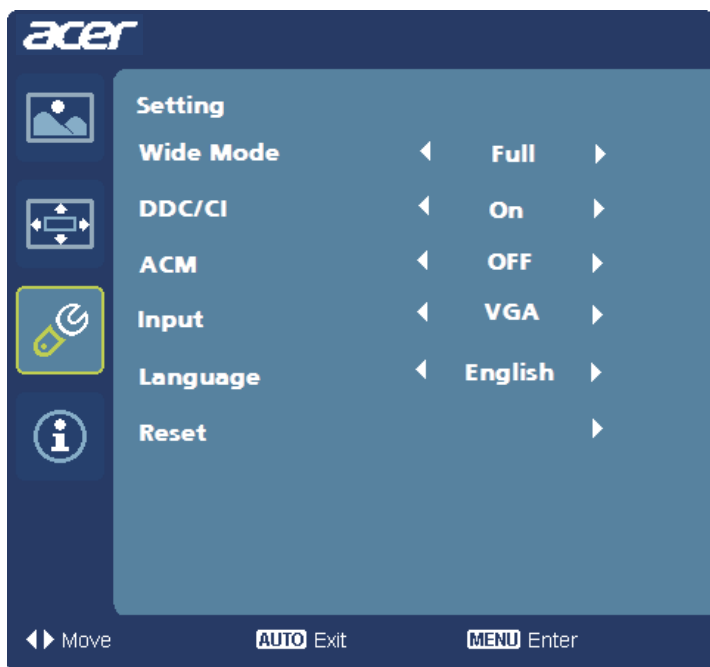 acer
Setting
Wide Mode Full
DDC/CI On
ACM OFF
Input VGA
Language English
Reset
Move AUTO Exit MENU Enter